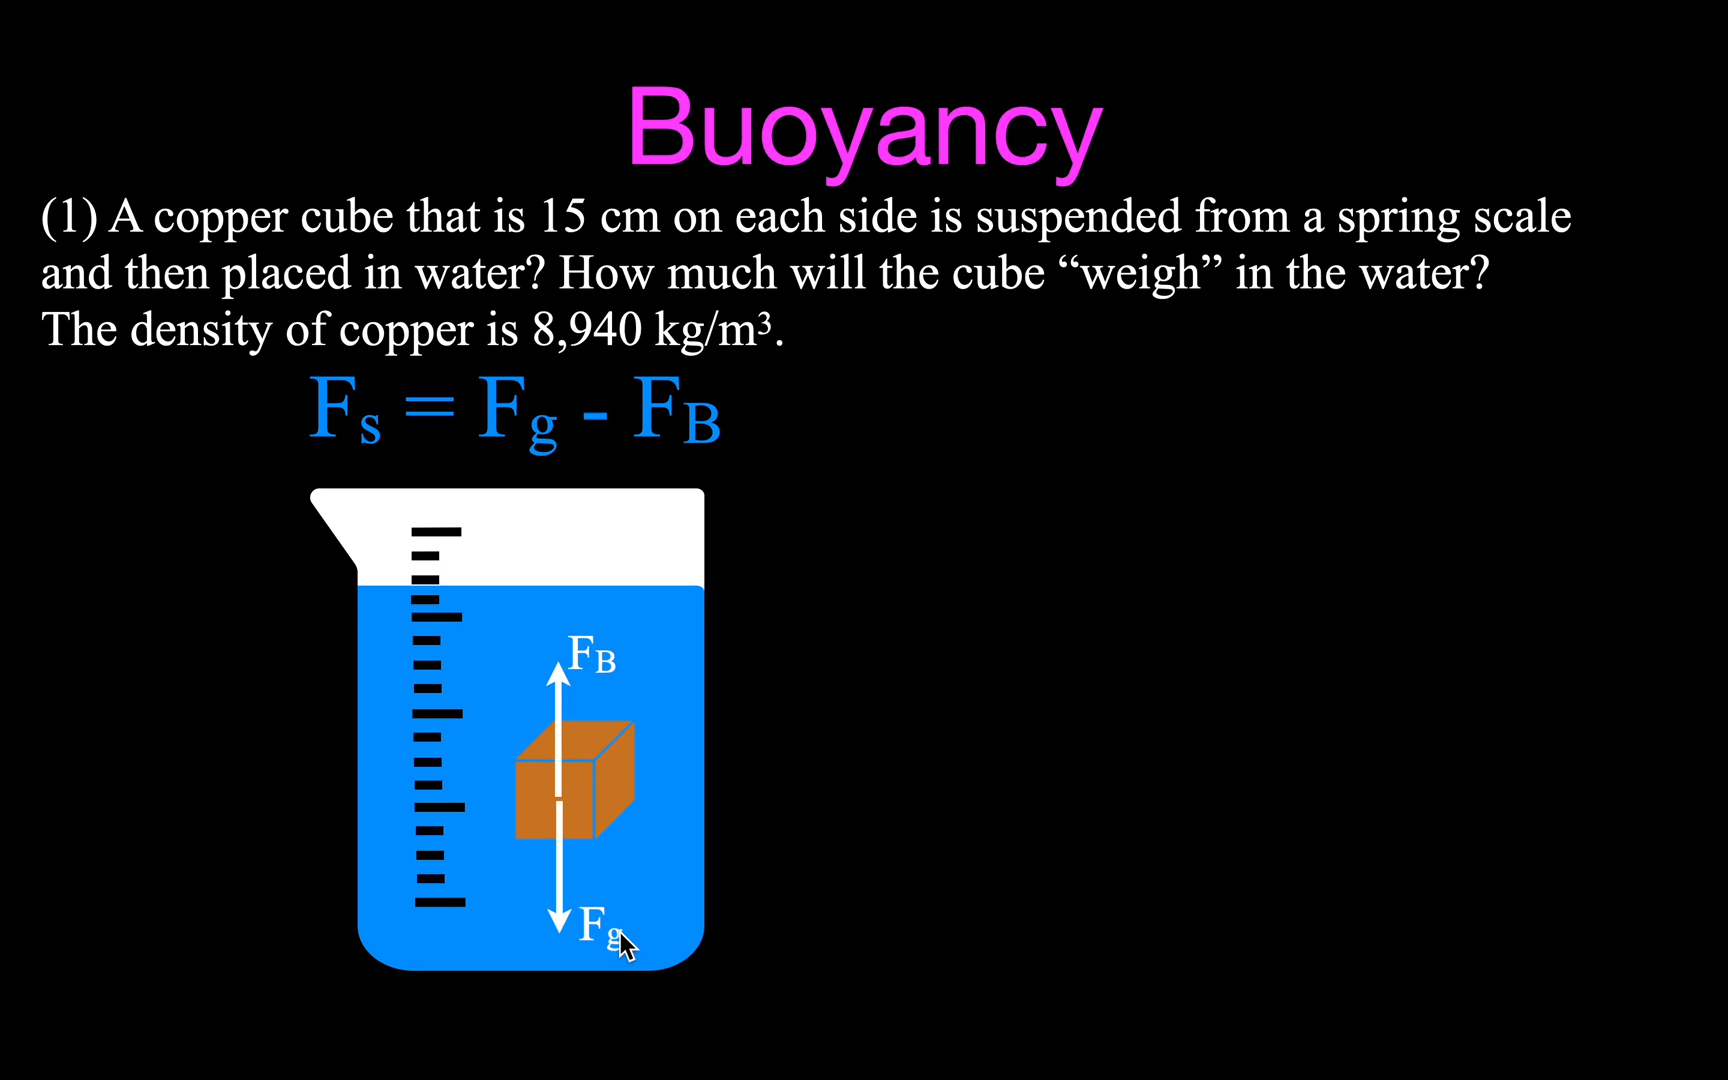 Buoyancy
(1) A copper cube that is 15 cm on each side is suspended from a spring scale
and then placed in water? How much will the cube “weigh” in the water?
The density of copper is 8,940 kg/m³.
Fs = Fg - FB
FB
Fg